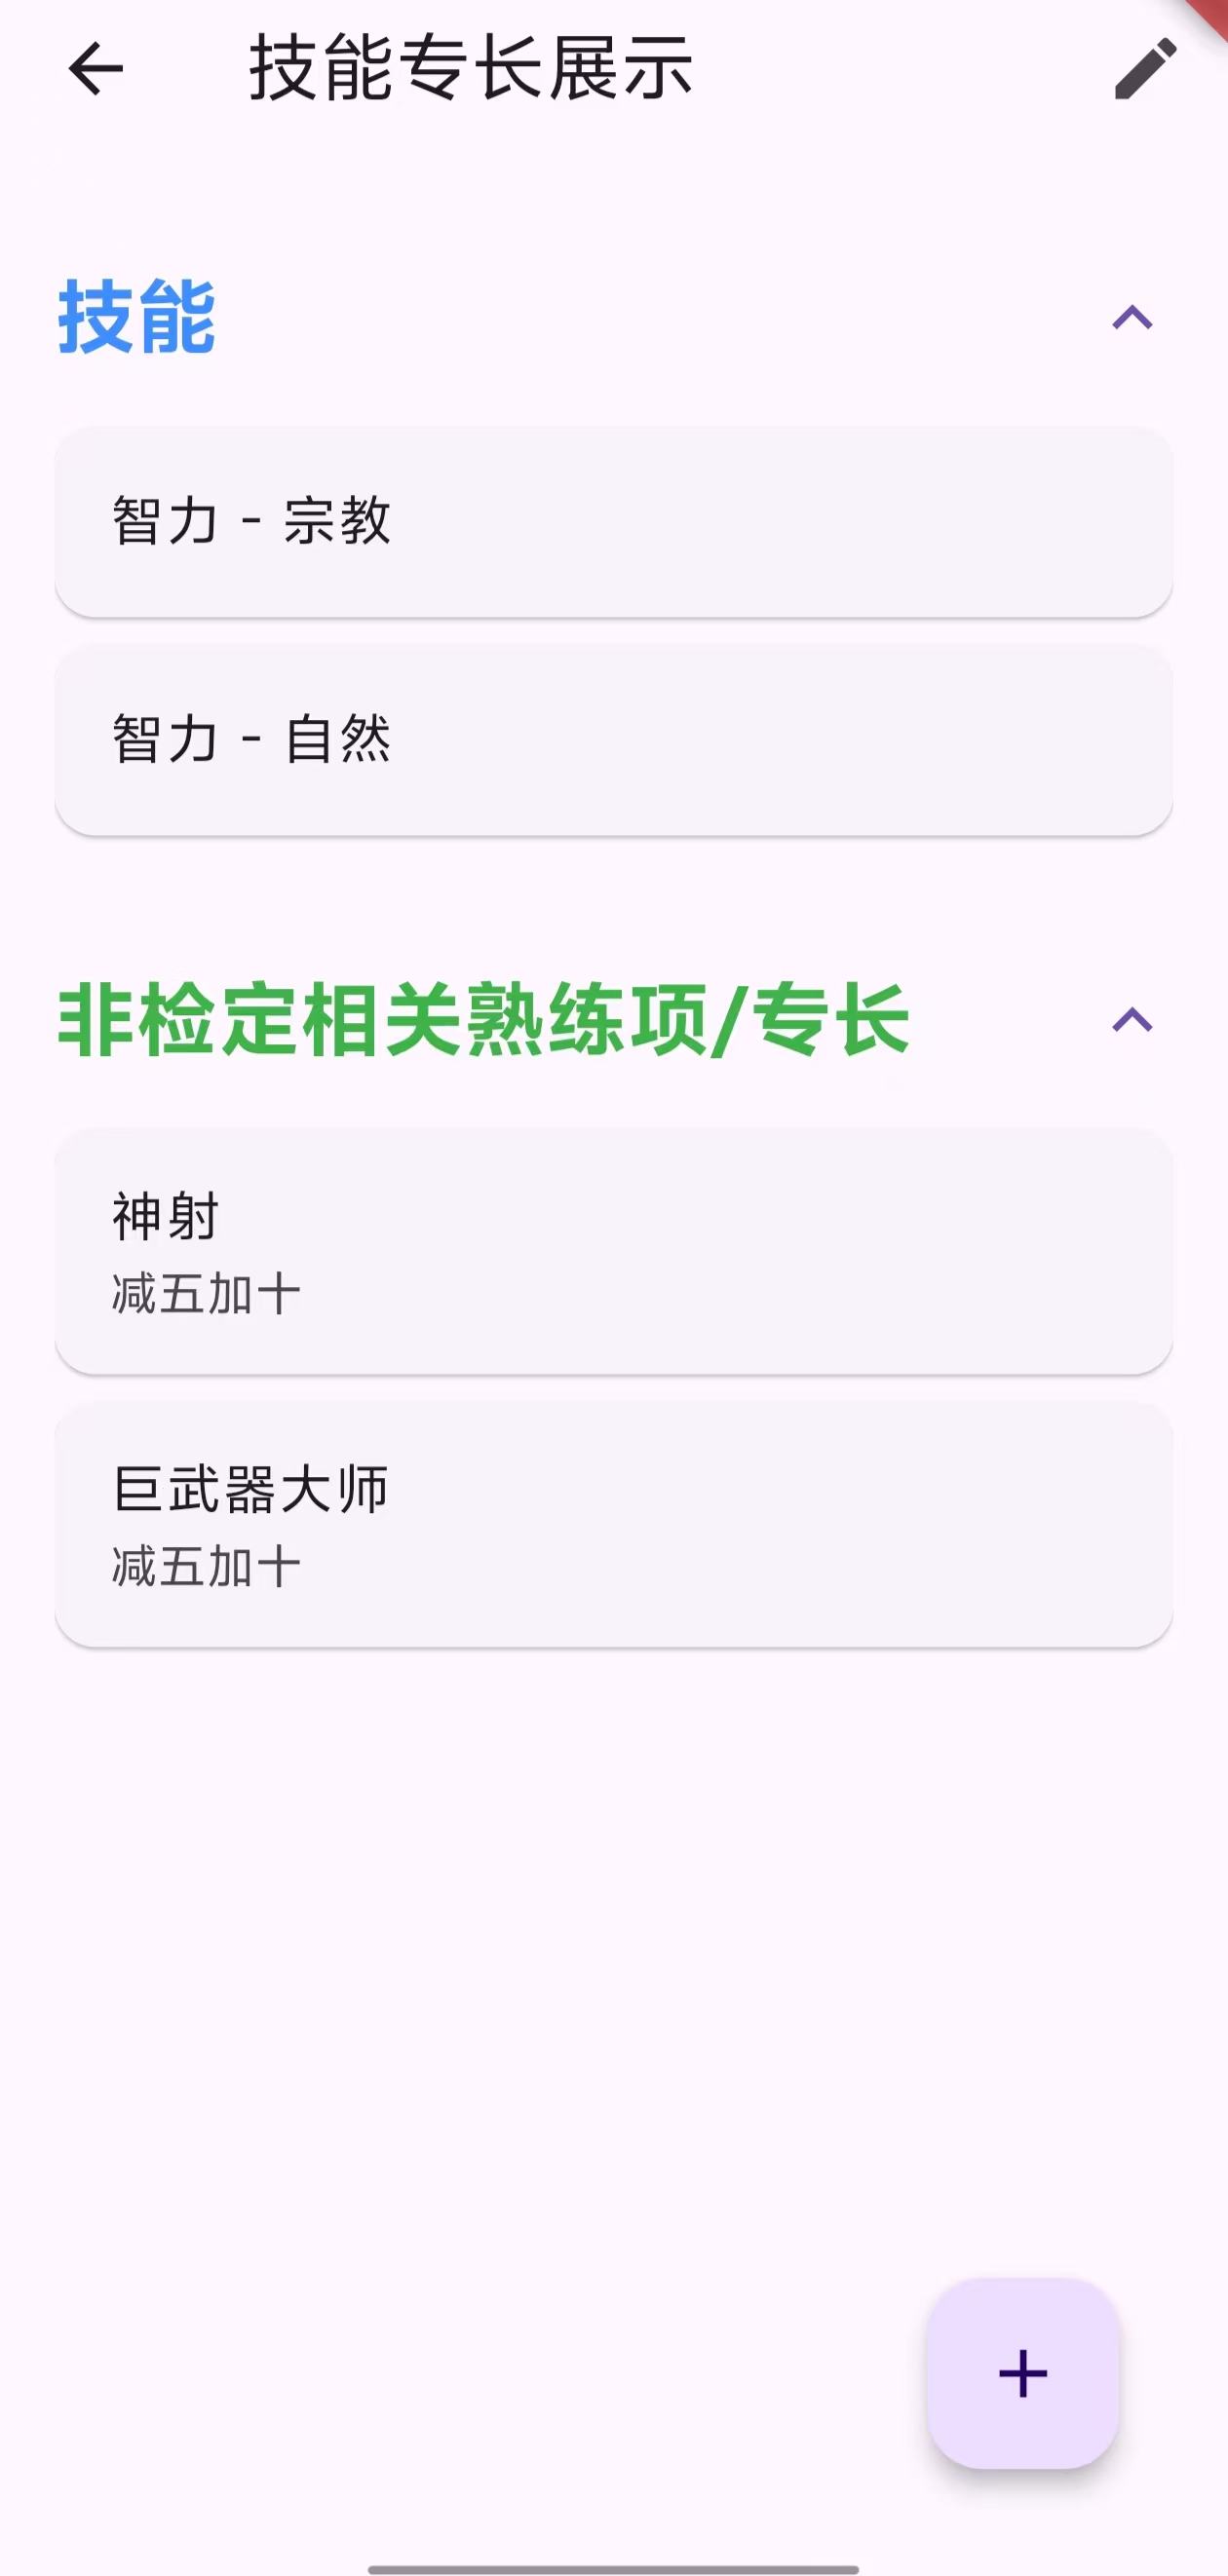 技能专长展示
技能
智力 - 宗教
智力 - 自然
非检定相关熟练项/专长
神射
减五加十
巨武器大师
减五加十